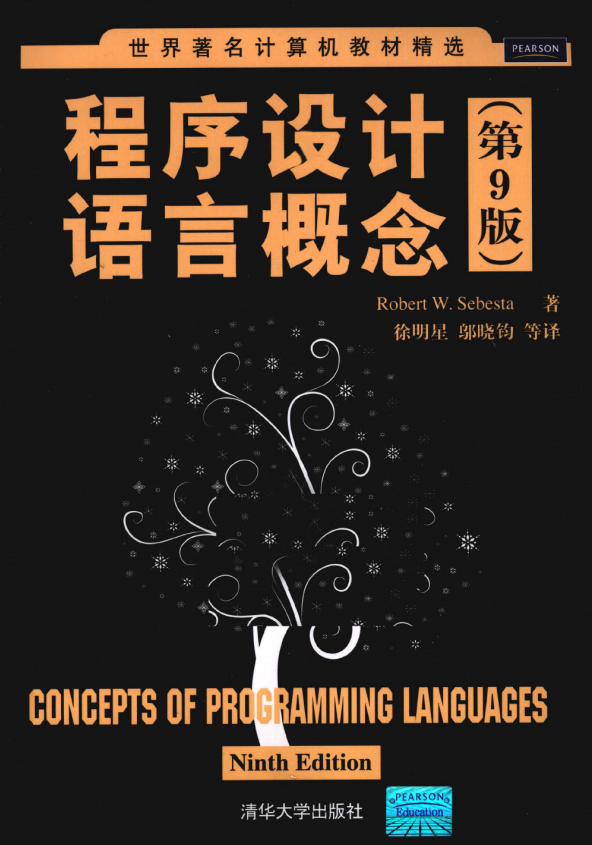 世界著名计算机教材精选
PEARSON
程序设计
语言概念
(第9版)
Robert W. Sebesta 著
徐明星 邬晓钧 等译
CONCEPTS OF PROGRAMMING LANGUAGES
Ninth Edition
清华大学出版社
PEARSON
Education